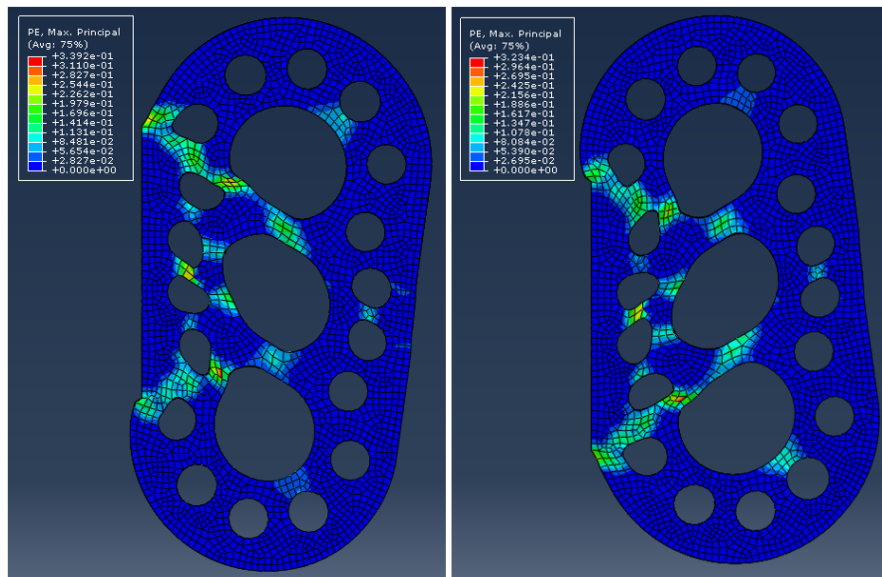 PE, Max. Principal
(Avg: 75%)
+3.392e-01
+3.110e-01
+2.827e-01
+2.544e-01
+2.262e-01
+1.979e-01
+1.696e-01
+1.414e-01
+1.131e-01
+8.481e-02
+5.654e-02
+2.827e-02
+0.000e+00
PE, Max. Principal
(Avg: 75%)
+3.234e-01
+2.964e-01
+2.695e-01
+2.425e-01
+2.156e-01
+1.886e-01
+1.617e-01
+1.347e-01
+1.078e-01
+8.084e-02
+5.390e-02
+2.695e-02
+0.000e+00